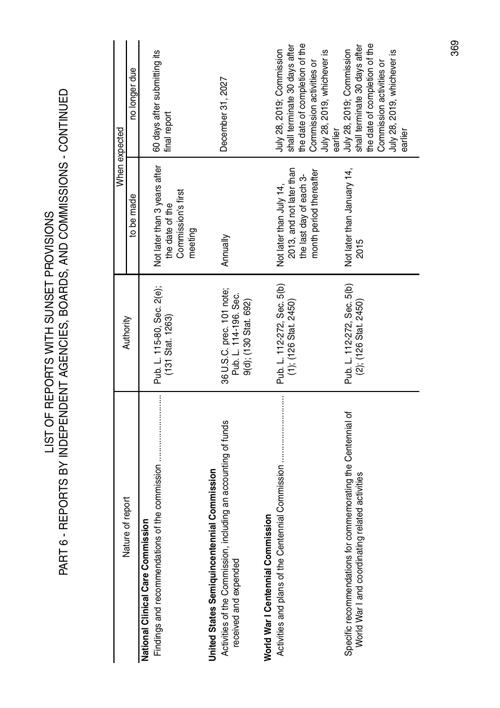 LIST OF REPORTS WITH SUNSET PROVISIONS
PART 6 - REPORTS BY INDEPENDENT AGENCIES, BOARDS, AND COMMISSIONS - CONTINUED
Nature of report
Authority
When expected
to be made
no longer due
National Clinical Care Commission
Findings and recommendations of the commission ..........................
Pub. L. 115-80, Sec. 2(e);
(131 Stat. 1263)
Not later than 3 years after
the date of the
Commission's first
meeting
60 days after submitting its
final report
United States Semiquincentennial Commission
Activities of the Commission, including an accounting of funds
received and expended
36 U.S.C. prec. 101 note;
Pub. L. 114-196. Sec.
9(d); (130 Stat. 692)
Annually
December 31, 2027
World War I Centennial Commission
Activities and plans of the Centennial Commission ..........................
Pub. L. 112-272, Sec. 5(b)
(1); (126 Stat. 2450)
Not later than July 14,
2013, and not later than
the last day of each 3-
month period thereafter
July 28, 2019; Commission
shall terminate 30 days after
the date of completion of the
Commission activities or
July 28, 2019, whichever is
earlier
Specific recommendations for commemorating the Centennial of
World War I and coordinating related activities
Pub. L. 112-272, Sec. 5(b)
(2); (126 Stat. 2450)
Not later than January 14,
2015
July 28, 2019; Commission
shall terminate 30 days after
the date of completion of the
Commission activities or
July 28, 2019, whichever is
earlier
369